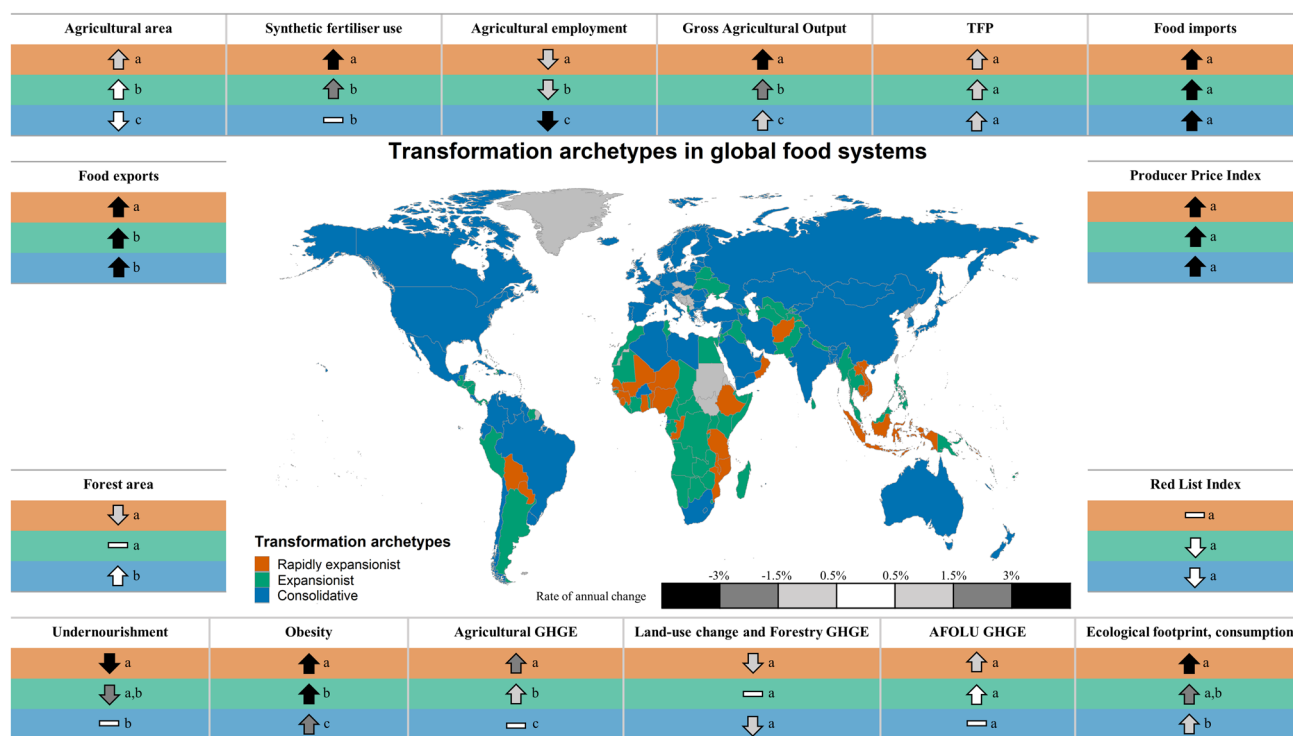 Agricultural area Synthetic fertiliser use Agricultural employment Gross Agricultural Output TFP Food imports
a a a a a a
b b b b a a
c b c c a a
Transformation archetypes in global food systems
Food exports
a
b
b
Producer Price Index
a
a
a
Forest area
a
a
b
Red List Index
a
a
a
Transformation archetypes
Rapidly expansionist
Expansionist
Consolidative
-3% -1.5% 0.5% 0.5% 1.5% 3%
Rate of annual change
Undernourishment Obesity Agricultural GHGE Land-use change and Forestry GHGE AFOLU GHGE Ecological footprint, consumption
a a a a a a
a,b b b a a a,b
b c c a a b